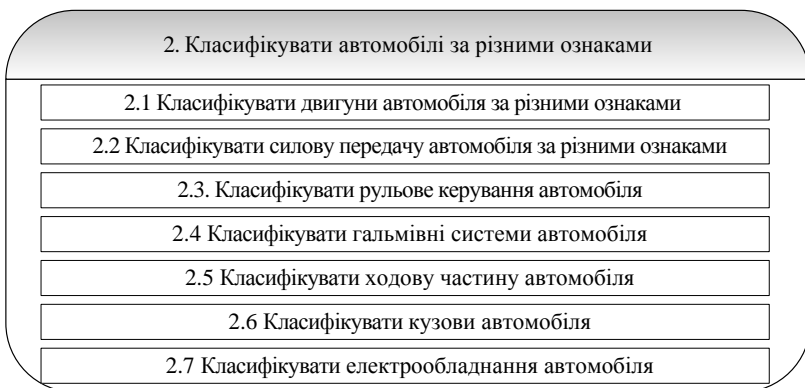 2. Класифікувати автомобілі за різними ознаками
2.1 Класифікувати двигуни автомобіля за різними ознаками
2.2 Класифікувати силову передачу автомобіля за різними ознаками
2.3. Класифікувати рульове керування автомобіля
2.4 Класифікувати гальмівні системи автомобіля
2.5 Класифікувати ходову частину автомобіля
2.6 Класифікувати кузови автомобіля
2.7 Класифікувати електрообладнання автомобіля